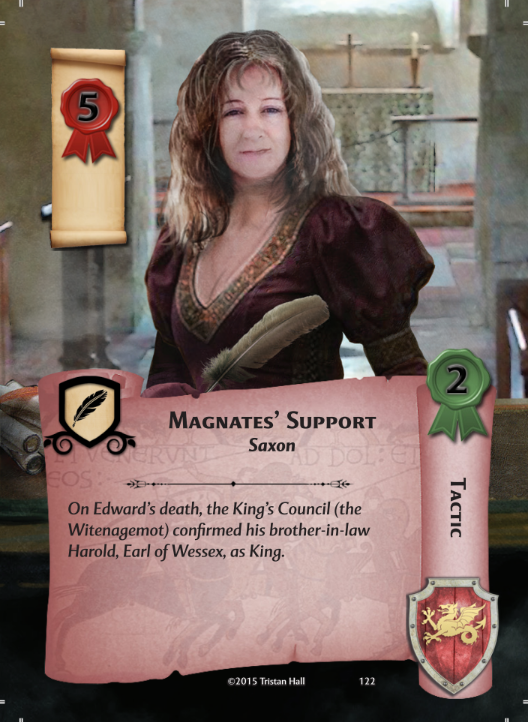 5
MAGNATES' SUPPORT
Saxon
2
TACTIC
On Edward's death, the King's Council (the
Witenagemot) confirmed his brother-in-law
Harold, Earl of Wessex, as King.
©2015 Tristan Hall
122